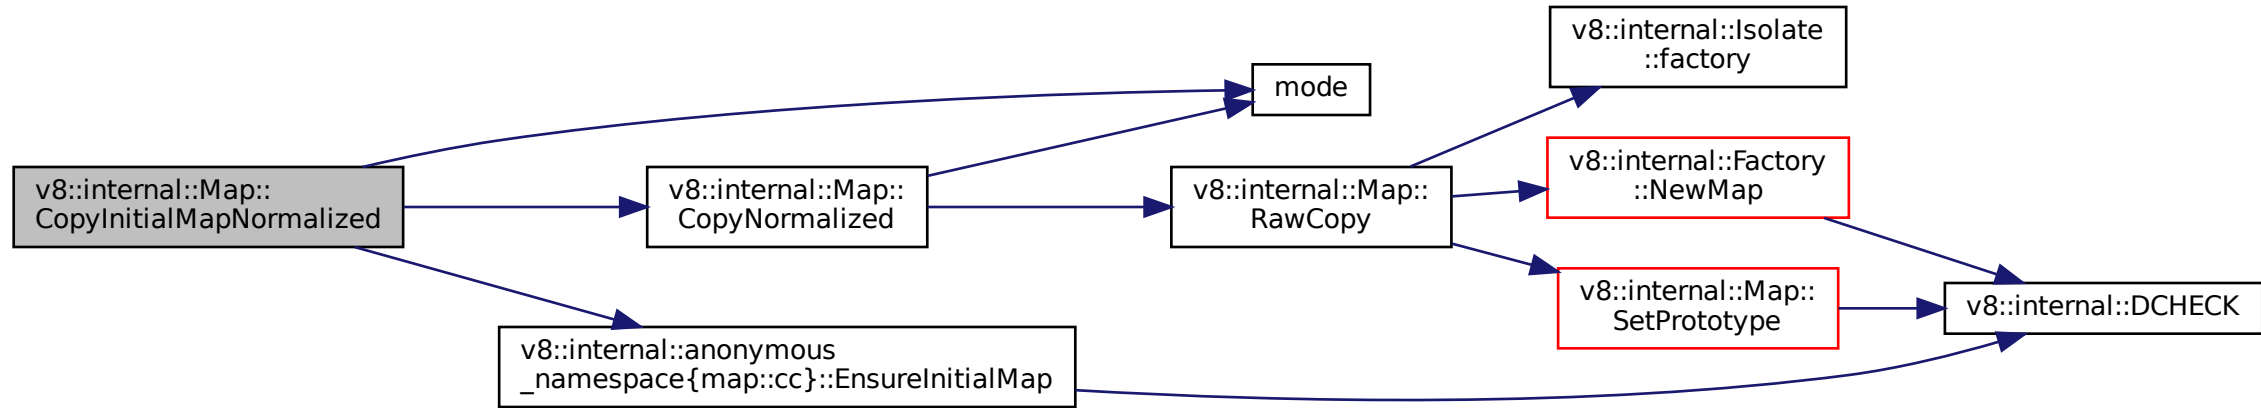 v8::internal::Map::
CopyInitialMapNormalized
mode
v8::internal::Map::
CopyNormalized
v8::internal::anonymous
_namespace{map::cc}::EnsureInitialMap
v8::internal::Map::
RawCopy
v8::internal::Isolate
::factory
v8::internal::Factory
::NewMap
v8::internal::Map::
SetPrototype
v8::internal::DCHECK